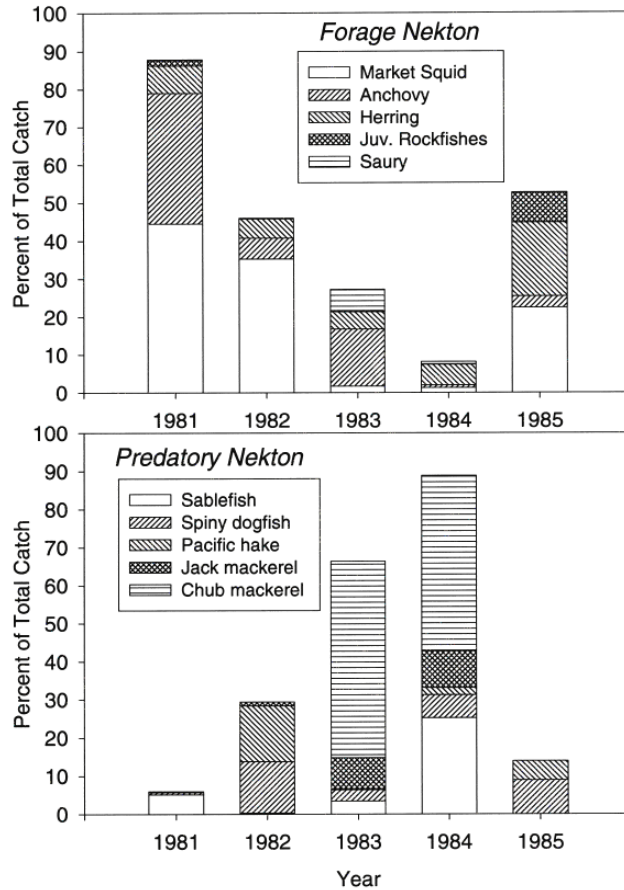 Forage Nekton
Market Squid
Anchovy
Herring
Juv. Rockfishes
Saury
Percent of Total Catch
100
90
80
70
60
50
40
30
20
10
0
1981 1982 1983 1984 1985
Predatory Nekton
Sablefish
Spiny dogfish
Pacific hake
Jack mackerel
Chub mackerel
Percent of Total Catch
100
90
80
70
60
50
40
30
20
10
0
1981 1982 1983 1984 1985
Year